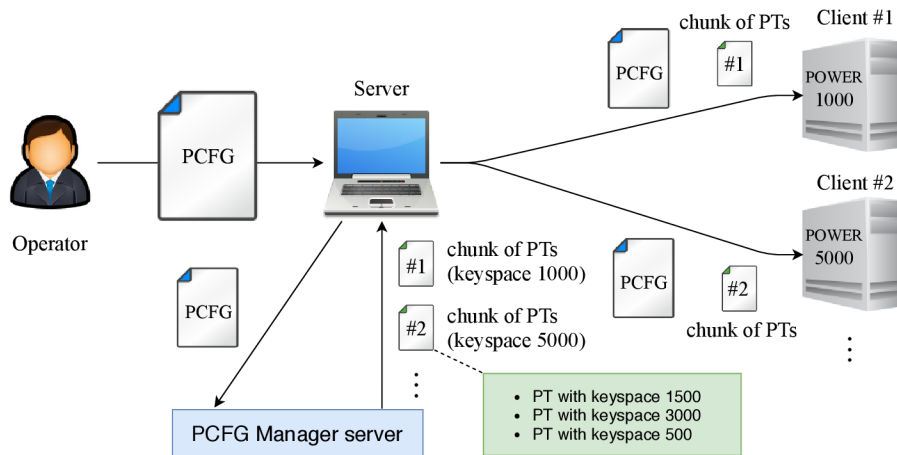 chunk of PTs
Client #1
PCFG
#1
POWER
1000
Server
PCFG
Operator
Client #2
POWER
5000
PCFG
#2
chunk of PTs
#1
chunk of PTs
(keyspace 1000)
PCFG
#2
chunk of PTs
(keyspace 5000)
PCFG Manager server
• PT with keyspace 1500
• PT with keyspace 3000
• PT with keyspace 500